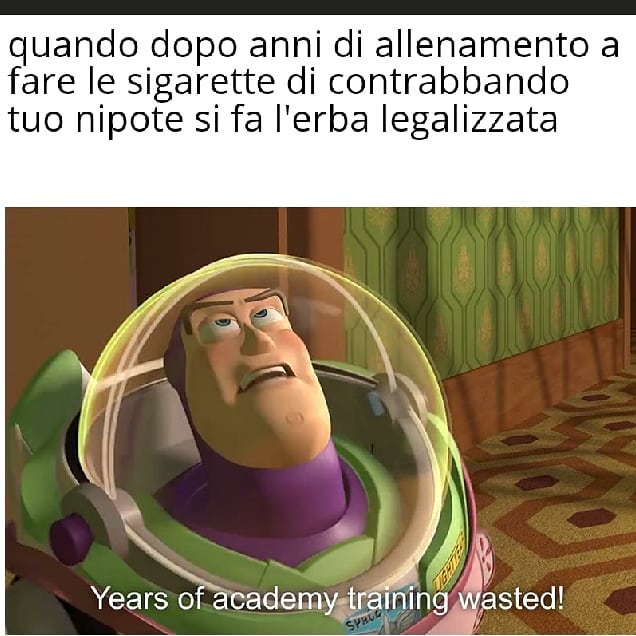 quando dopo anni di allenamento a
fare le sigarette di contrabbando
tuo nipote si fa l'erba legalizzata
Years of academy training wasted!